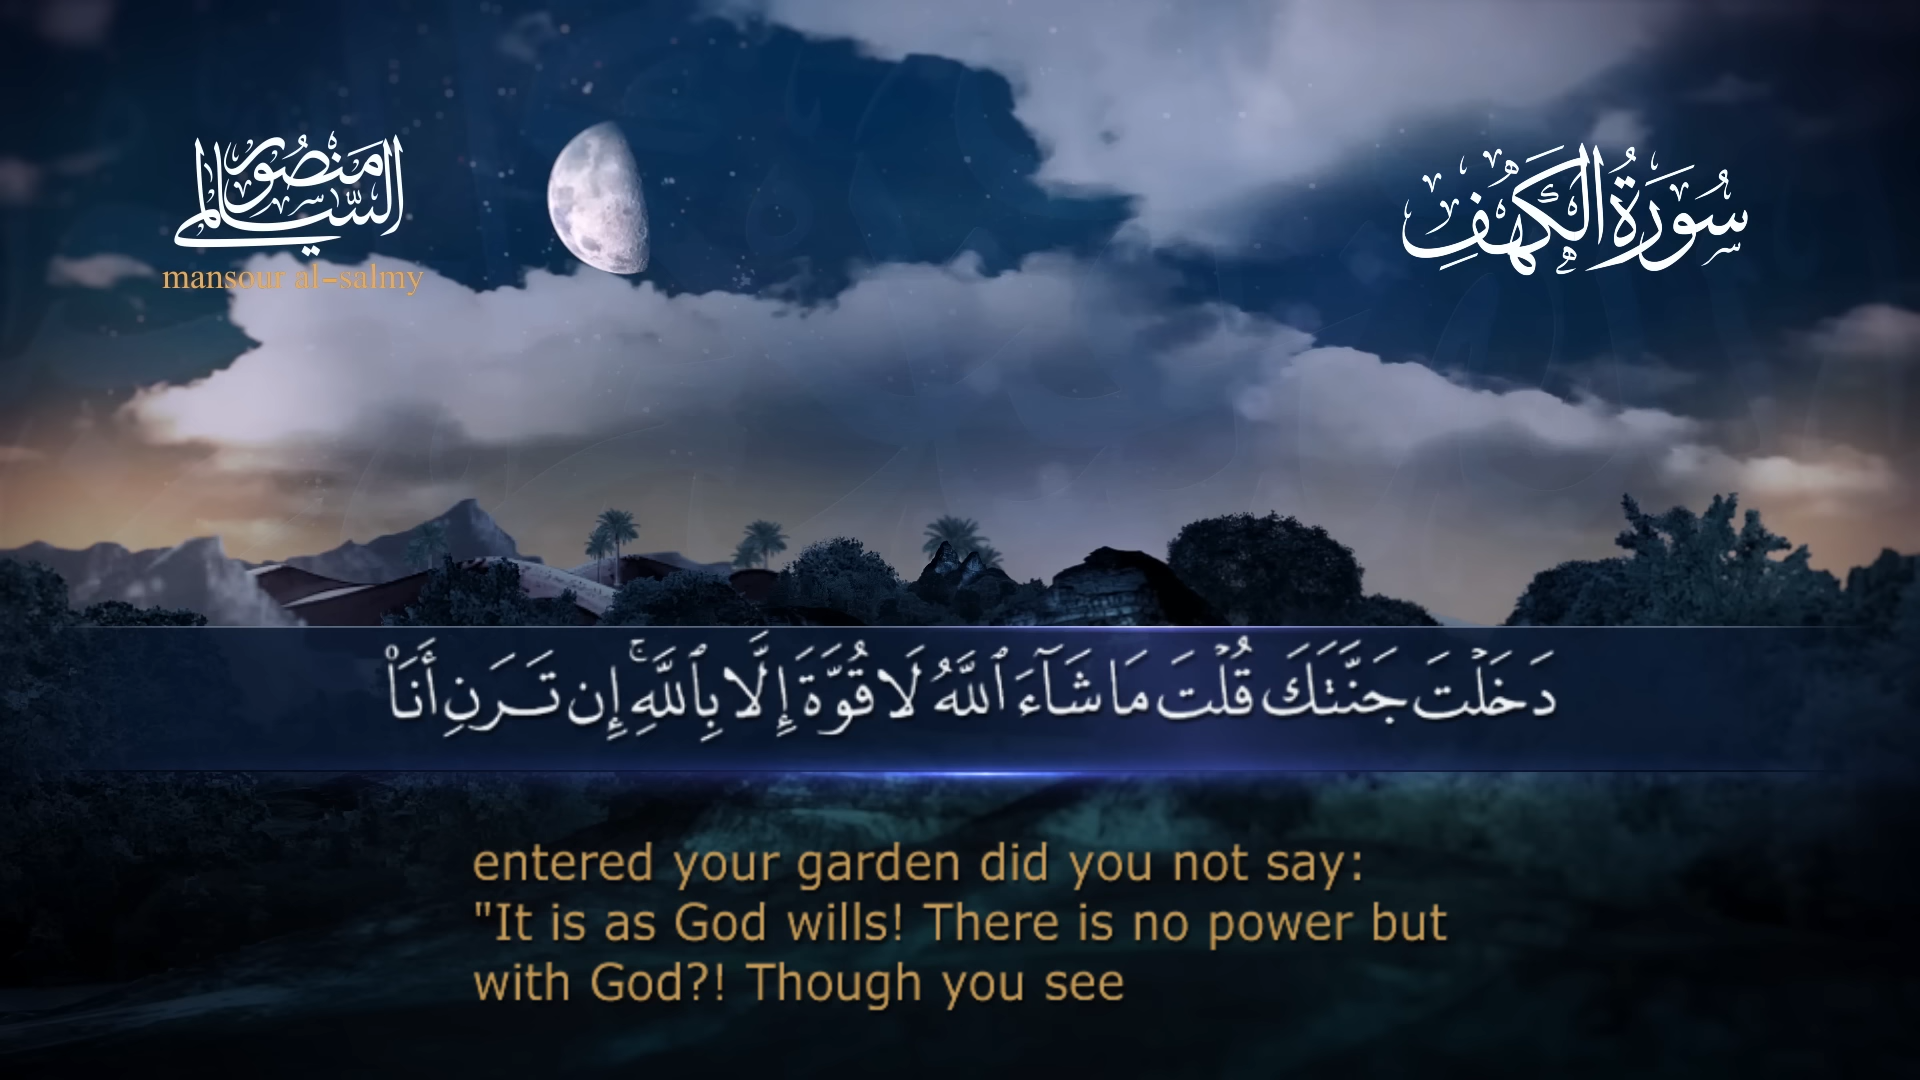 منصور
السالمي
mansour al-salmy
سُورَةُ الكَهْفِ
دَخَلْتَ جَنَّتَكَ قُلْتَ مَا شَآءَ ٱللَّهُ لَا قُوَّةَ إِلَّا بِٱللَّهِ ۚ إِن تَرَنِ أَنَا۠
entered your garden did you not say:
"It is as God wills! There is no power but
with God?! Though you see